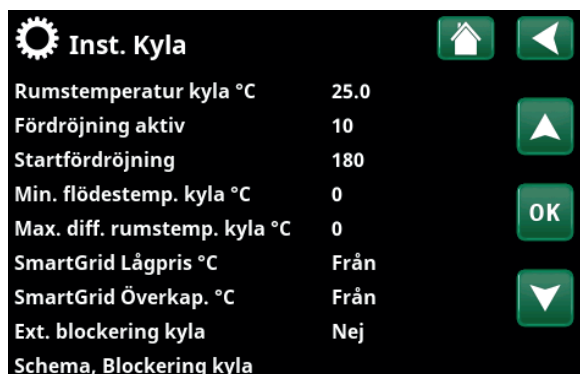 Inst. Kyla
Rumstemperatur kyla °C 25.0
Fördröjning aktiv 10
Startfördröjning 180
Min. flödestemp. kyla °C 0
Max. diff. rumstemp. kyla °C 0
OK
SmartGrid Lågpris °C Från
SmartGrid Överkap. °C Från
Ext. blockering kyla Nej
Schema, Blockering kyla